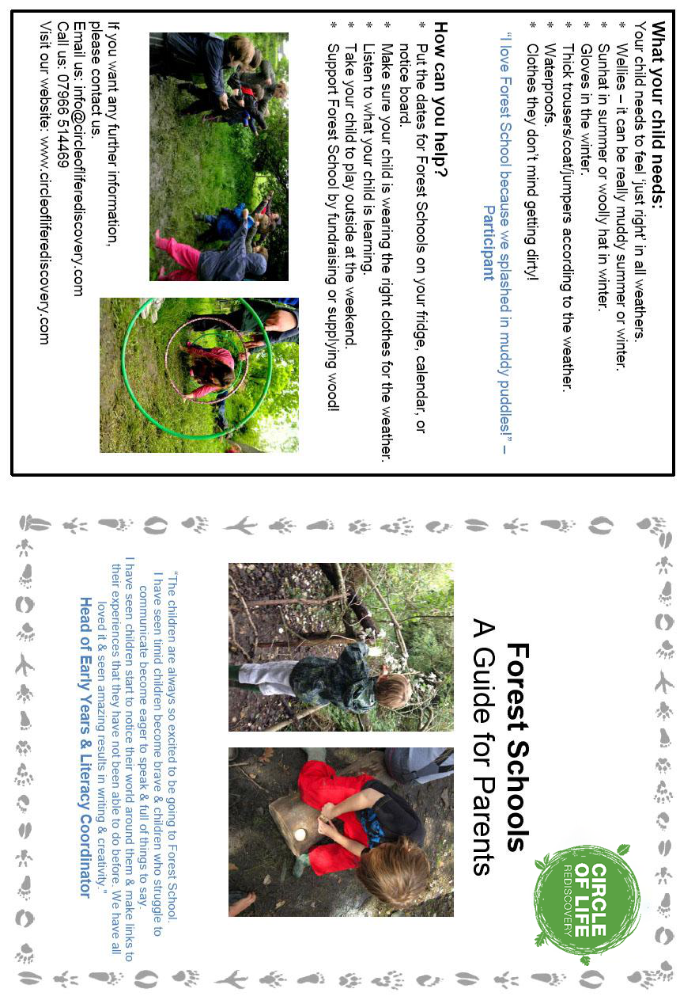 What your child needs:
Your child needs to feel 'just right' in all weathers.
* Wellies – it can be really muddy summer or winter.
* Sunhat in summer or woolly hat in winter.
* Gloves in the winter.
* Thick trousers/coat/jumpers according to the weather.
* Waterproofs.
* Clothes they don't mind getting dirty!
"I love Forest School because we splashed in muddy puddles!" –
Participant
How can you help?
* Put the dates for Forest Schools on your fridge, calendar, or
notice board.
* Make sure your child is wearing the right clothes for the weather.
* Listen to what your child is learning.
* Take your child to play outside at the weekend.
* Support Forest School by fundraising or supplying wood!
If you want any further information,
please contact us.
Email us: info@circleofliferediscovery.com
Call us: 07966 514469
Visit our website: www.circleofliferediscovery.com
CIRCLE
OF LIFE
REDISCOVERY
Forest Schools
A Guide for Parents
"The children are always so excited to be going to Forest School.
I have seen timid children become brave & children who struggle to
communicate become eager to speak & full of things to say.
I have seen children start to notice their world around them & make links to
their experiences that they have not been able to do before. We have all
loved it & seen amazing results in writing & creativity."
Head of Early Years & Literacy Coordinator